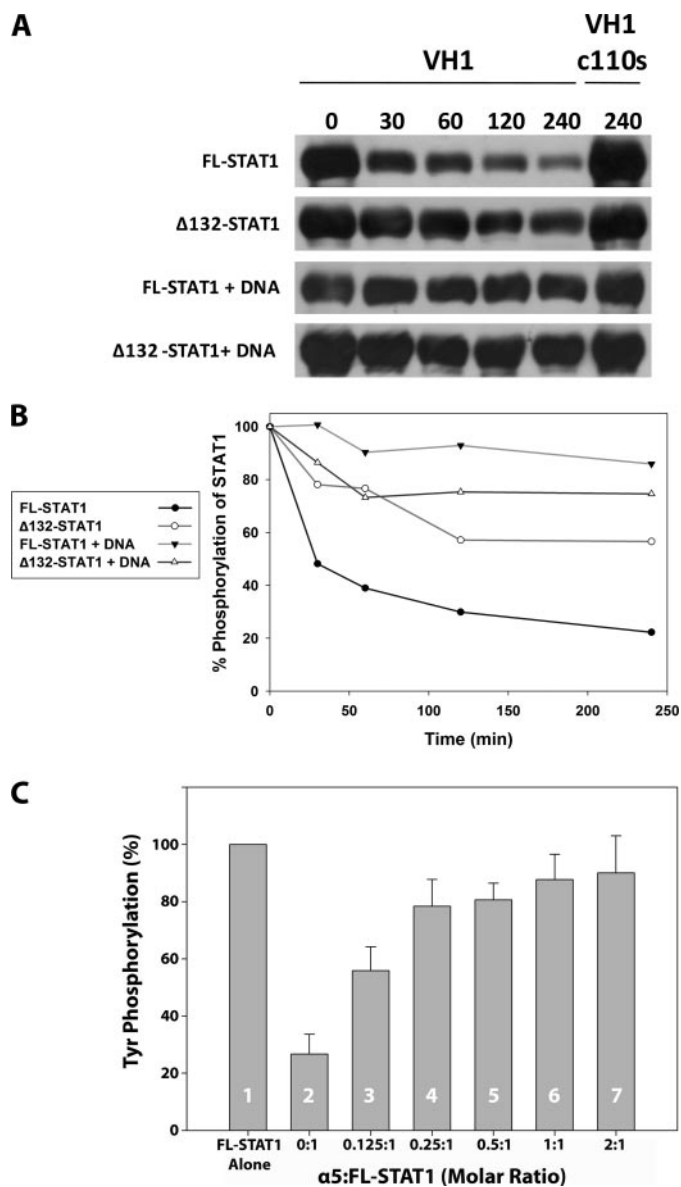 A
VH1
VH1
c110s
0 30 60 120 240 240
FL-STAT1
Δ132-STAT1
FL-STAT1 + DNA
Δ132 -STAT1+ DNA
B
100
80
60
40
20
0
% Phosphorylation of STAT1
0 50 100 150 200 250
Time (min)
FL-STAT1
Δ132-STAT1
FL-STAT1 + DNA
Δ132-STAT1 + DNA
C
100
80
60
40
20
0
Tyr Phosphorylation (%)
1 2 3 4 5 6 7
FL-STAT1 Alone 0:1 0.125:1 0.25:1 0.5:1 1:1 2:1
α5:FL-STAT1 (Molar Ratio)